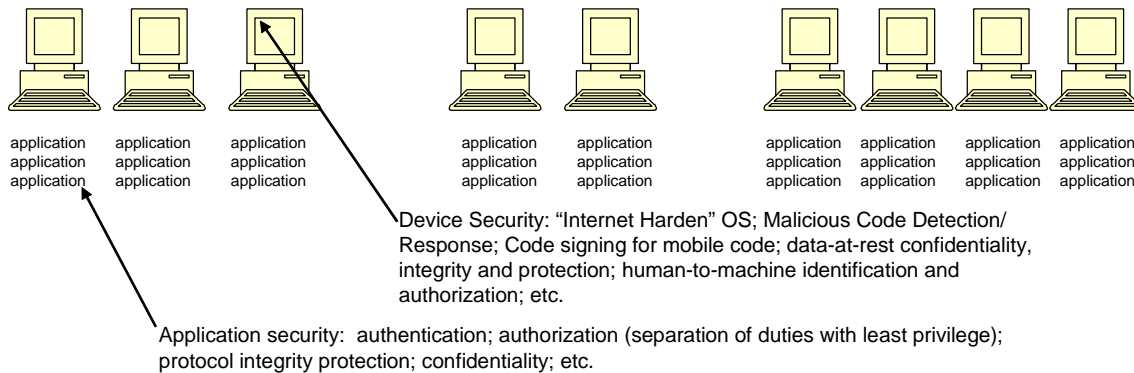 application application application application application application application application application
application application application application application application application application application
application application application application application application application application application
Device Security: “Internet Harden” OS; Malicious Code Detection/
Response; Code signing for mobile code; data-at-rest confidentiality,
integrity and protection; human-to-machine identification and
authorization; etc.
Application security: authentication; authorization (separation of duties with least privilege);
protocol integrity protection; confidentiality; etc.